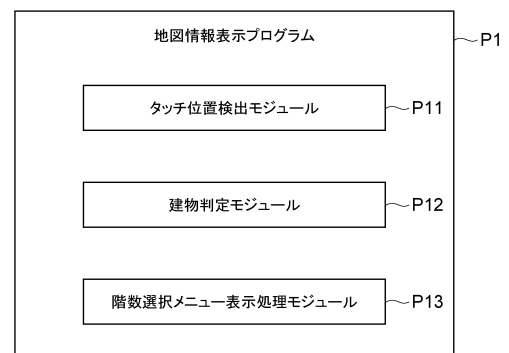 地図情報表示プログラム
P1
タッチ位置検出モジュール
P11
建物判定モジュール
P12
階数選択メニュー表示処理モジュール
P13